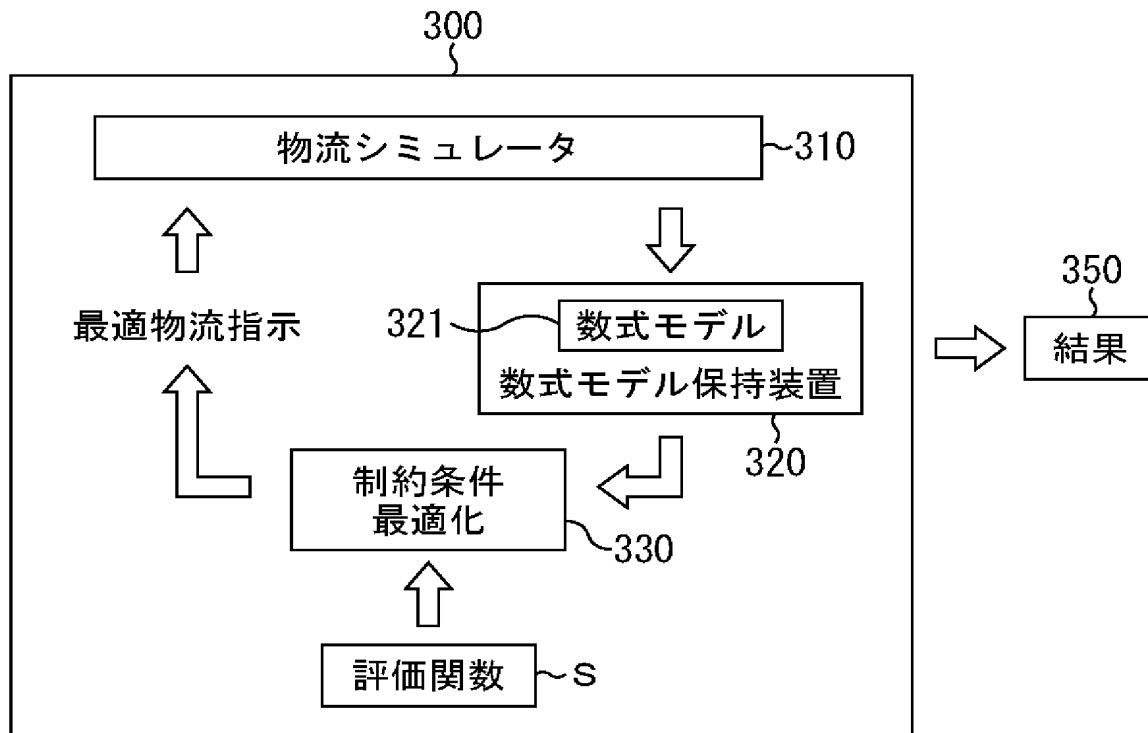 300
物流シミュレータ
310
最適物流指示
321
数式モデル
数式モデル保持装置
320
350
結果
制約条件
最適化
330
評価関数
S